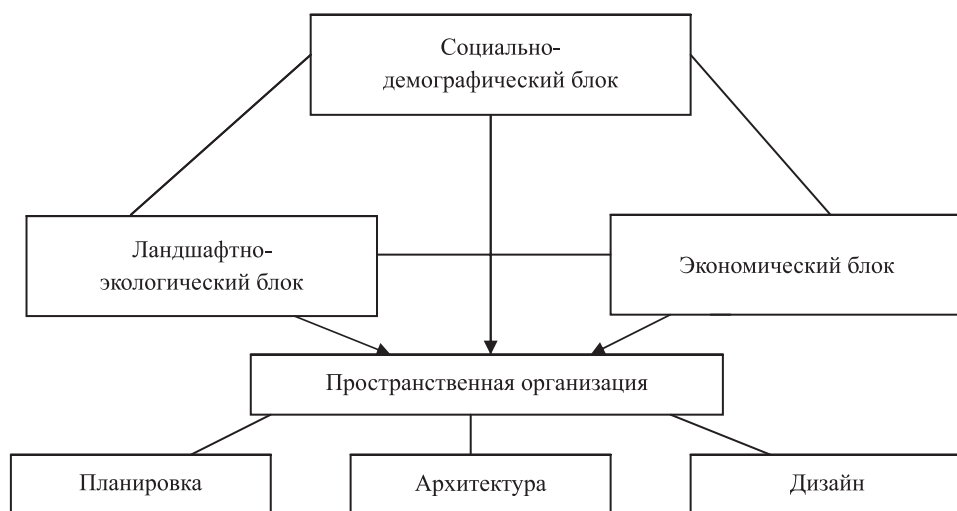 Социально-
демографический блок
Ландшафтно-
экологический блок
Экономический блок
Пространственная организация
Планировка
Архитектура
Дизайн